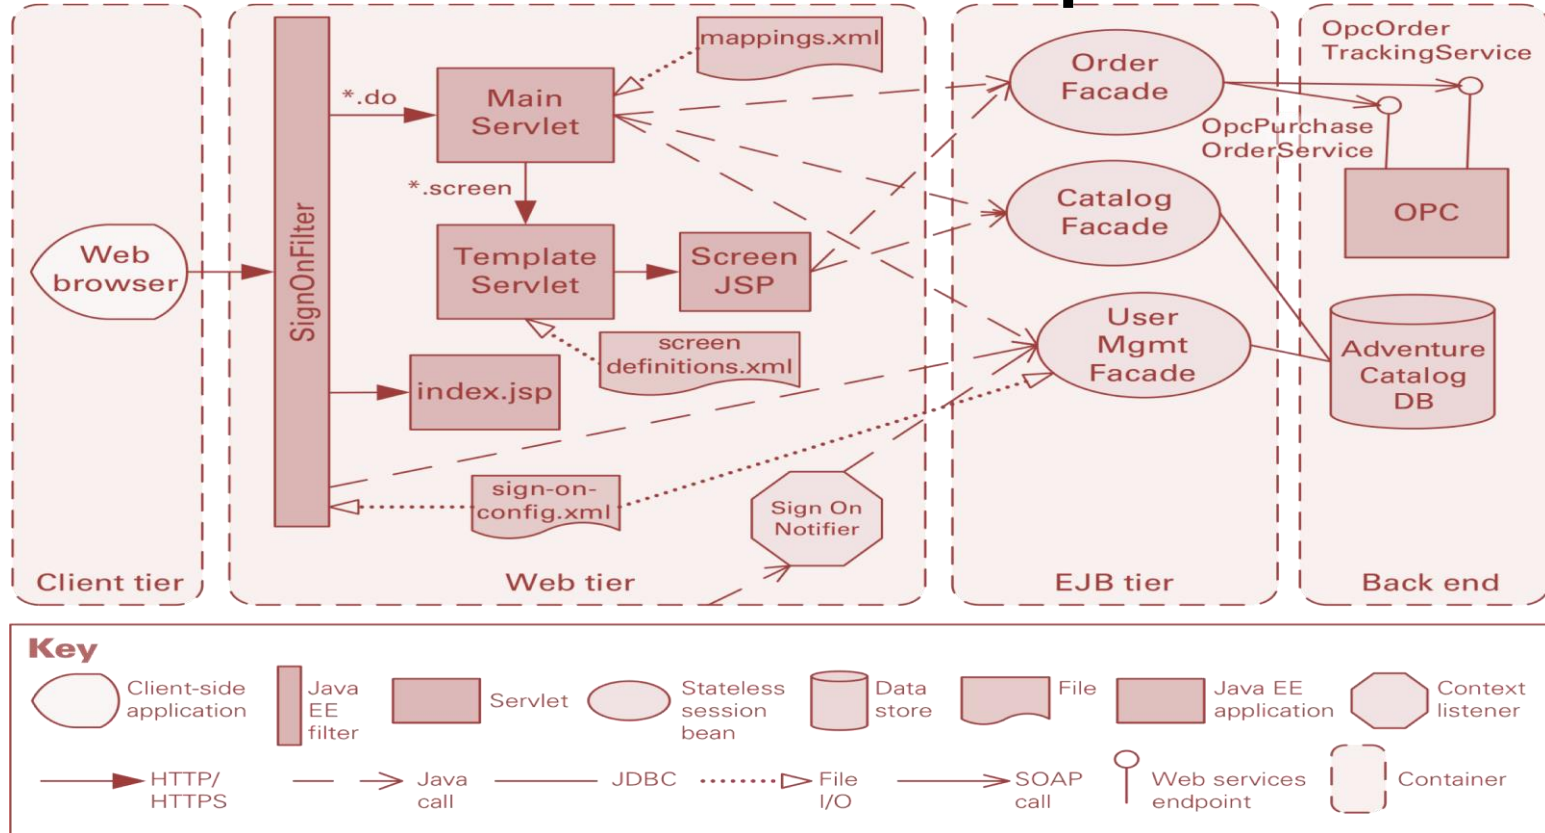 mappings.xml
OpcOrder
TrackingService
*.do
Main
Servlet
Order
Facade
OpcPurchase
OrderService
*.screen
SignOnFilter
Web
browser
Template
Servlet
Screen
JSP
Catalog
Facade
OPC
screen
definitions.xml
index.jsp
User
Mgmt
Facade
Adventure
Catalog
DB
sign-on-
config.xml
Sign On
Notifier
Client tier
Web tier
EJB tier
Back end
Key
Client-side
application
Java
EE
filter
Servlet
Stateless
session
bean
Data
store
File
Java EE
application
Context
listener
HTTP/
HTTPS
Java
call
JDBC
File
I/O
SOAP
call
Web services
endpoint
Container